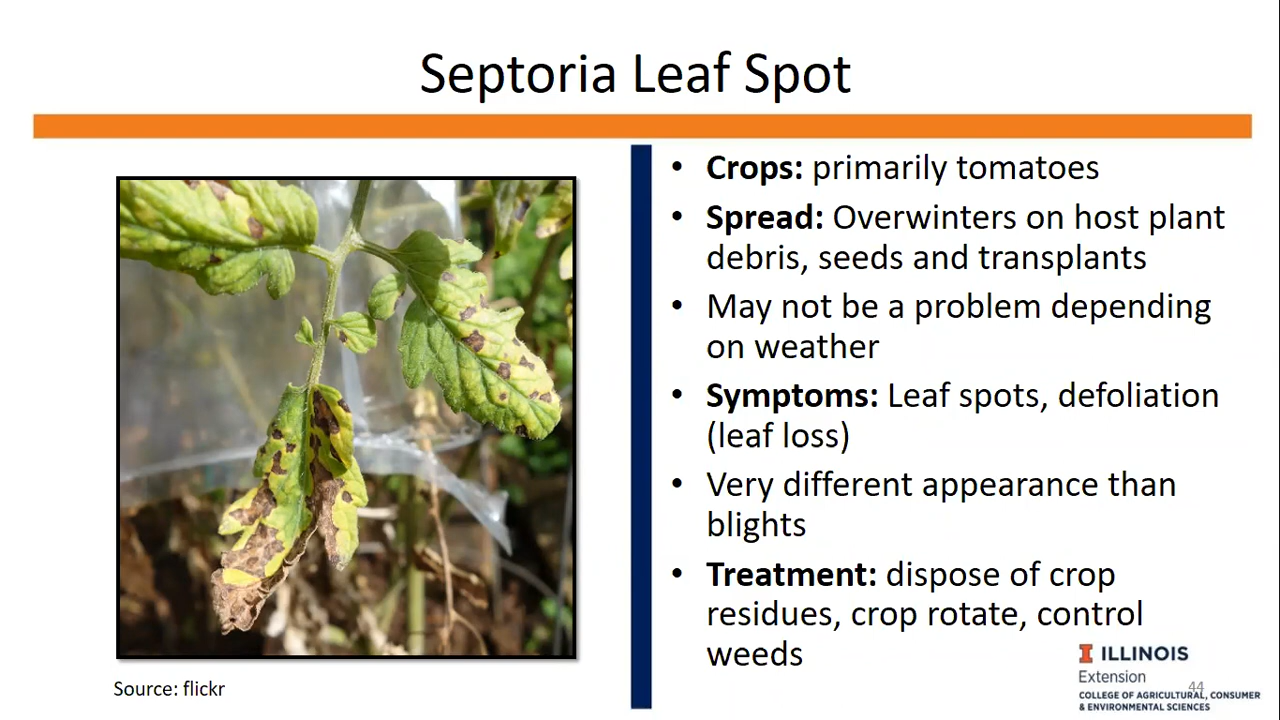 Septoria Leaf Spot
• Crops: primarily tomatoes
• Spread: Overwinters on host plant
debris, seeds and transplants
• May not be a problem depending
on weather
• Symptoms: Leaf spots, defoliation
(leaf loss)
• Very different appearance than
blights
• Treatment: dispose of crop
residues, crop rotate, control
weeds
Source: flickr
I ILLINOIS
Extension
44
COLLEGE OF AGRICULTURAL, CONSUMER
& ENVIRONMENTAL SCIENCES